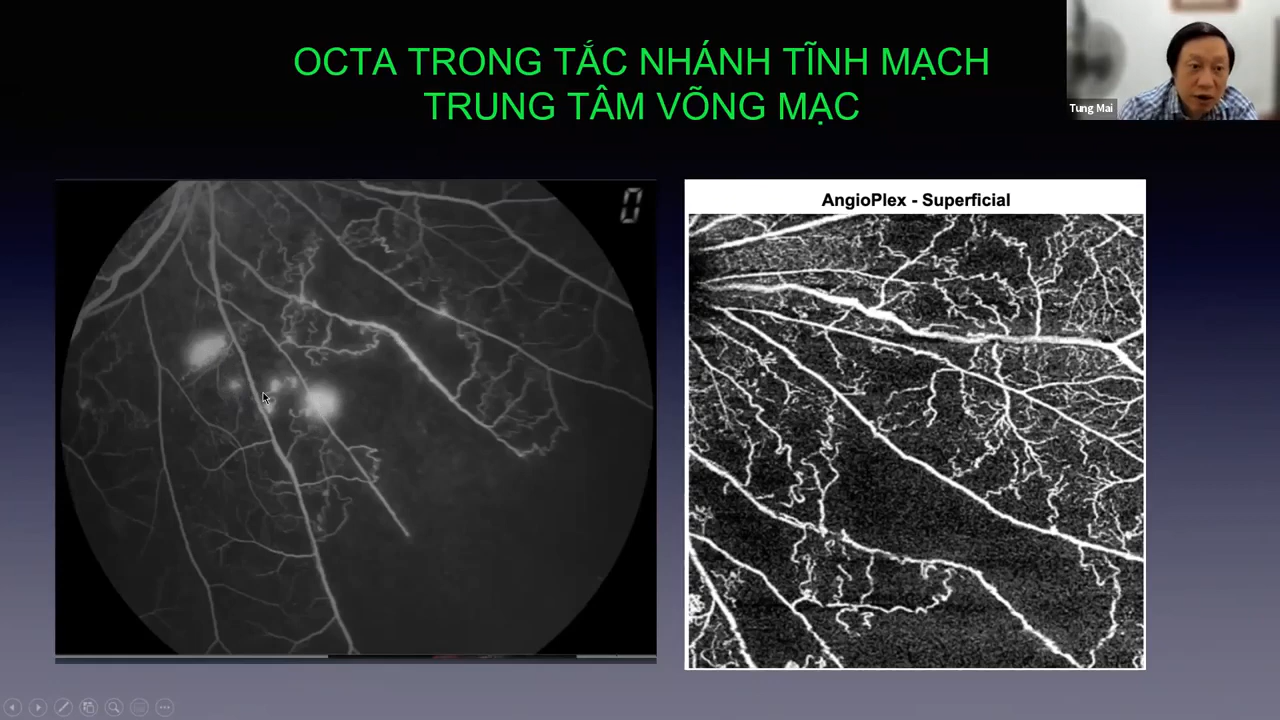 OCTA TRONG TẮC NHÁNH TĨNH MẠCH
TRUNG TÂM VÕNG MẠC
Tung Mai
0
AngioPlex - Superficial